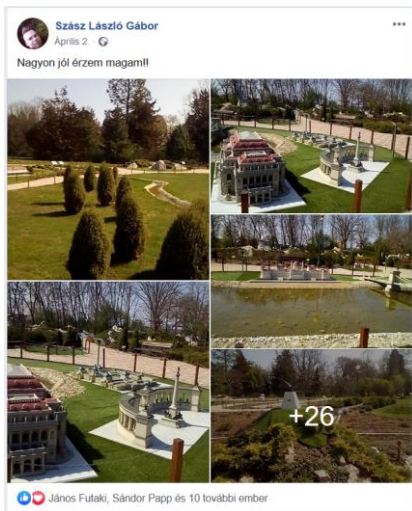 Szász László Gábor
Április 2.
Nagyon jól érzem magam!!
+26
János Futaki, Sándor Papp és 10 további ember